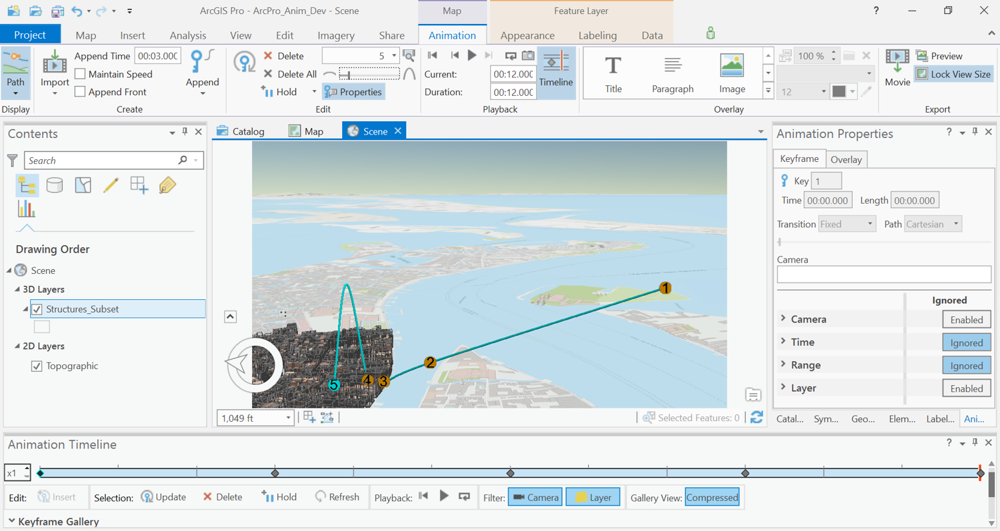 ArcGIS Pro - ArcPro_Anim_Dev - Scene
Map
Feature Layer
?
Project
Map
Insert
Analysis
View
Edit
Imagery
Share
Animation
Appearance
Labeling
Data
Path
Display
Import
Append Time 00:03.000
Maintain Speed
Append Front
Append
Create
Delete
Delete All
Hold
5
Properties
Edit
Current: 00:12.000
Duration: 00:12.000
Playback
Timeline
Title
Paragraph
Image
100 %
12
Overlay
Movie
Preview
Lock View Size
Export
Contents
Search
Drawing Order
Scene
3D Layers
Structures_Subset
2D Layers
Topographic
Catalog
Map
Scene
1
2
3
4
5
1,049 ft
Selected Features: 0
Animation Properties
?
Keyframe
Overlay
Key 1
Time 00:00.000 Length 00:00.000
Transition Fixed Path Cartesian
Camera
Ignored
Camera Enabled
Time Ignored
Range Ignored
Layer Enabled
Catal... Sym... Geo... Elem... Label... Ani...
Animation Timeline
?
x1
Edit: Insert Selection: Update Delete Hold Refresh Playback: Filter: Camera Layer Gallery View: Compressed
Keyframe Gallery